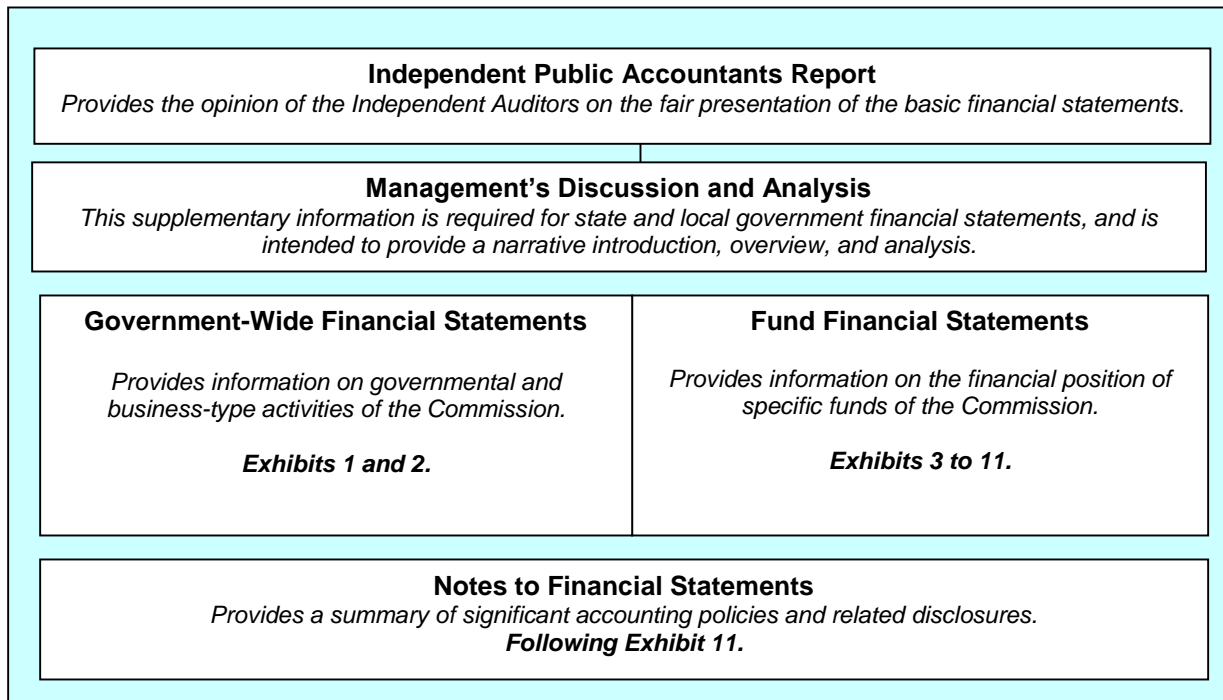 Independent Public Accountants Report
Provides the opinion of the Independent Auditors on the fair presentation of the basic financial statements.
Management’s Discussion and Analysis
This supplementary information is required for state and local government financial statements, and is
intended to provide a narrative introduction, overview, and analysis.
Government-Wide Financial Statements
Provides information on governmental and
business-type activities of the Commission.
Exhibits 1 and 2.
Fund Financial Statements
Provides information on the financial position of
specific funds of the Commission.
Exhibits 3 to 11.
Notes to Financial Statements
Provides a summary of significant accounting policies and related disclosures.
Following Exhibit 11.